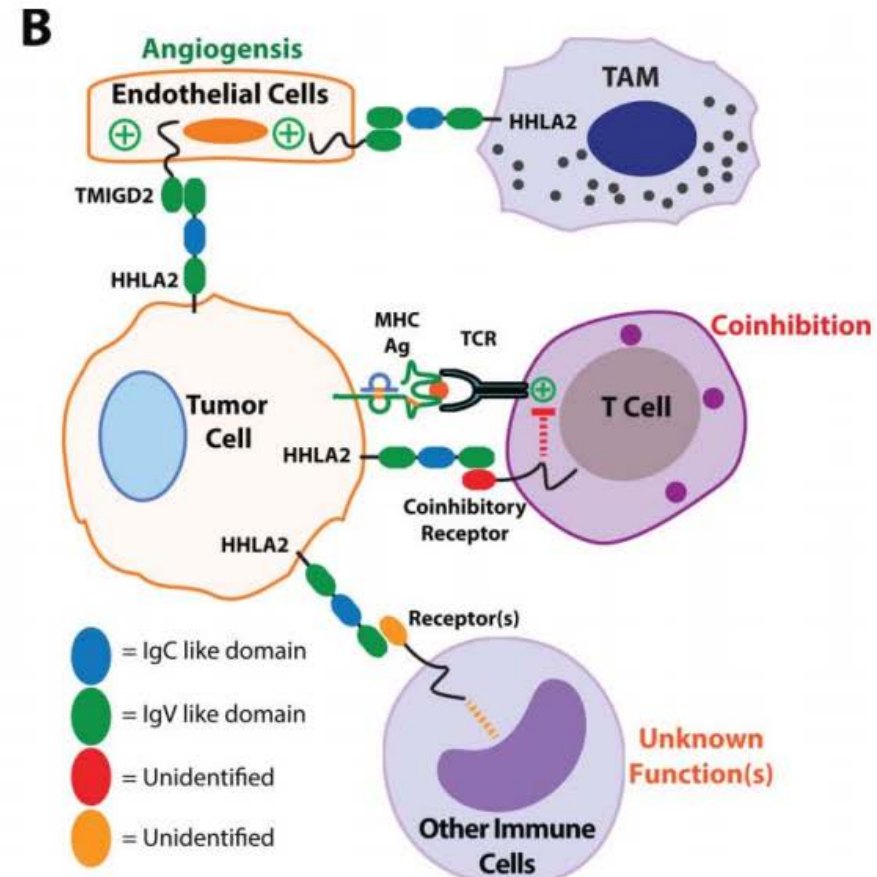 B
Angiogensis
Endothelial Cells
TAM
HHLA2
TMIGD2
HHLA2
MHC
Ag
TCR
Coinhibition
Tumor
Cell
T Cell
HHLA2
Coinhibitory
Receptor
HHLA2
Receptor(s)
= IgC like domain
= IgV like domain
= Unidentified
= Unidentified
Unknown
Function(s)
Other Immune
Cells